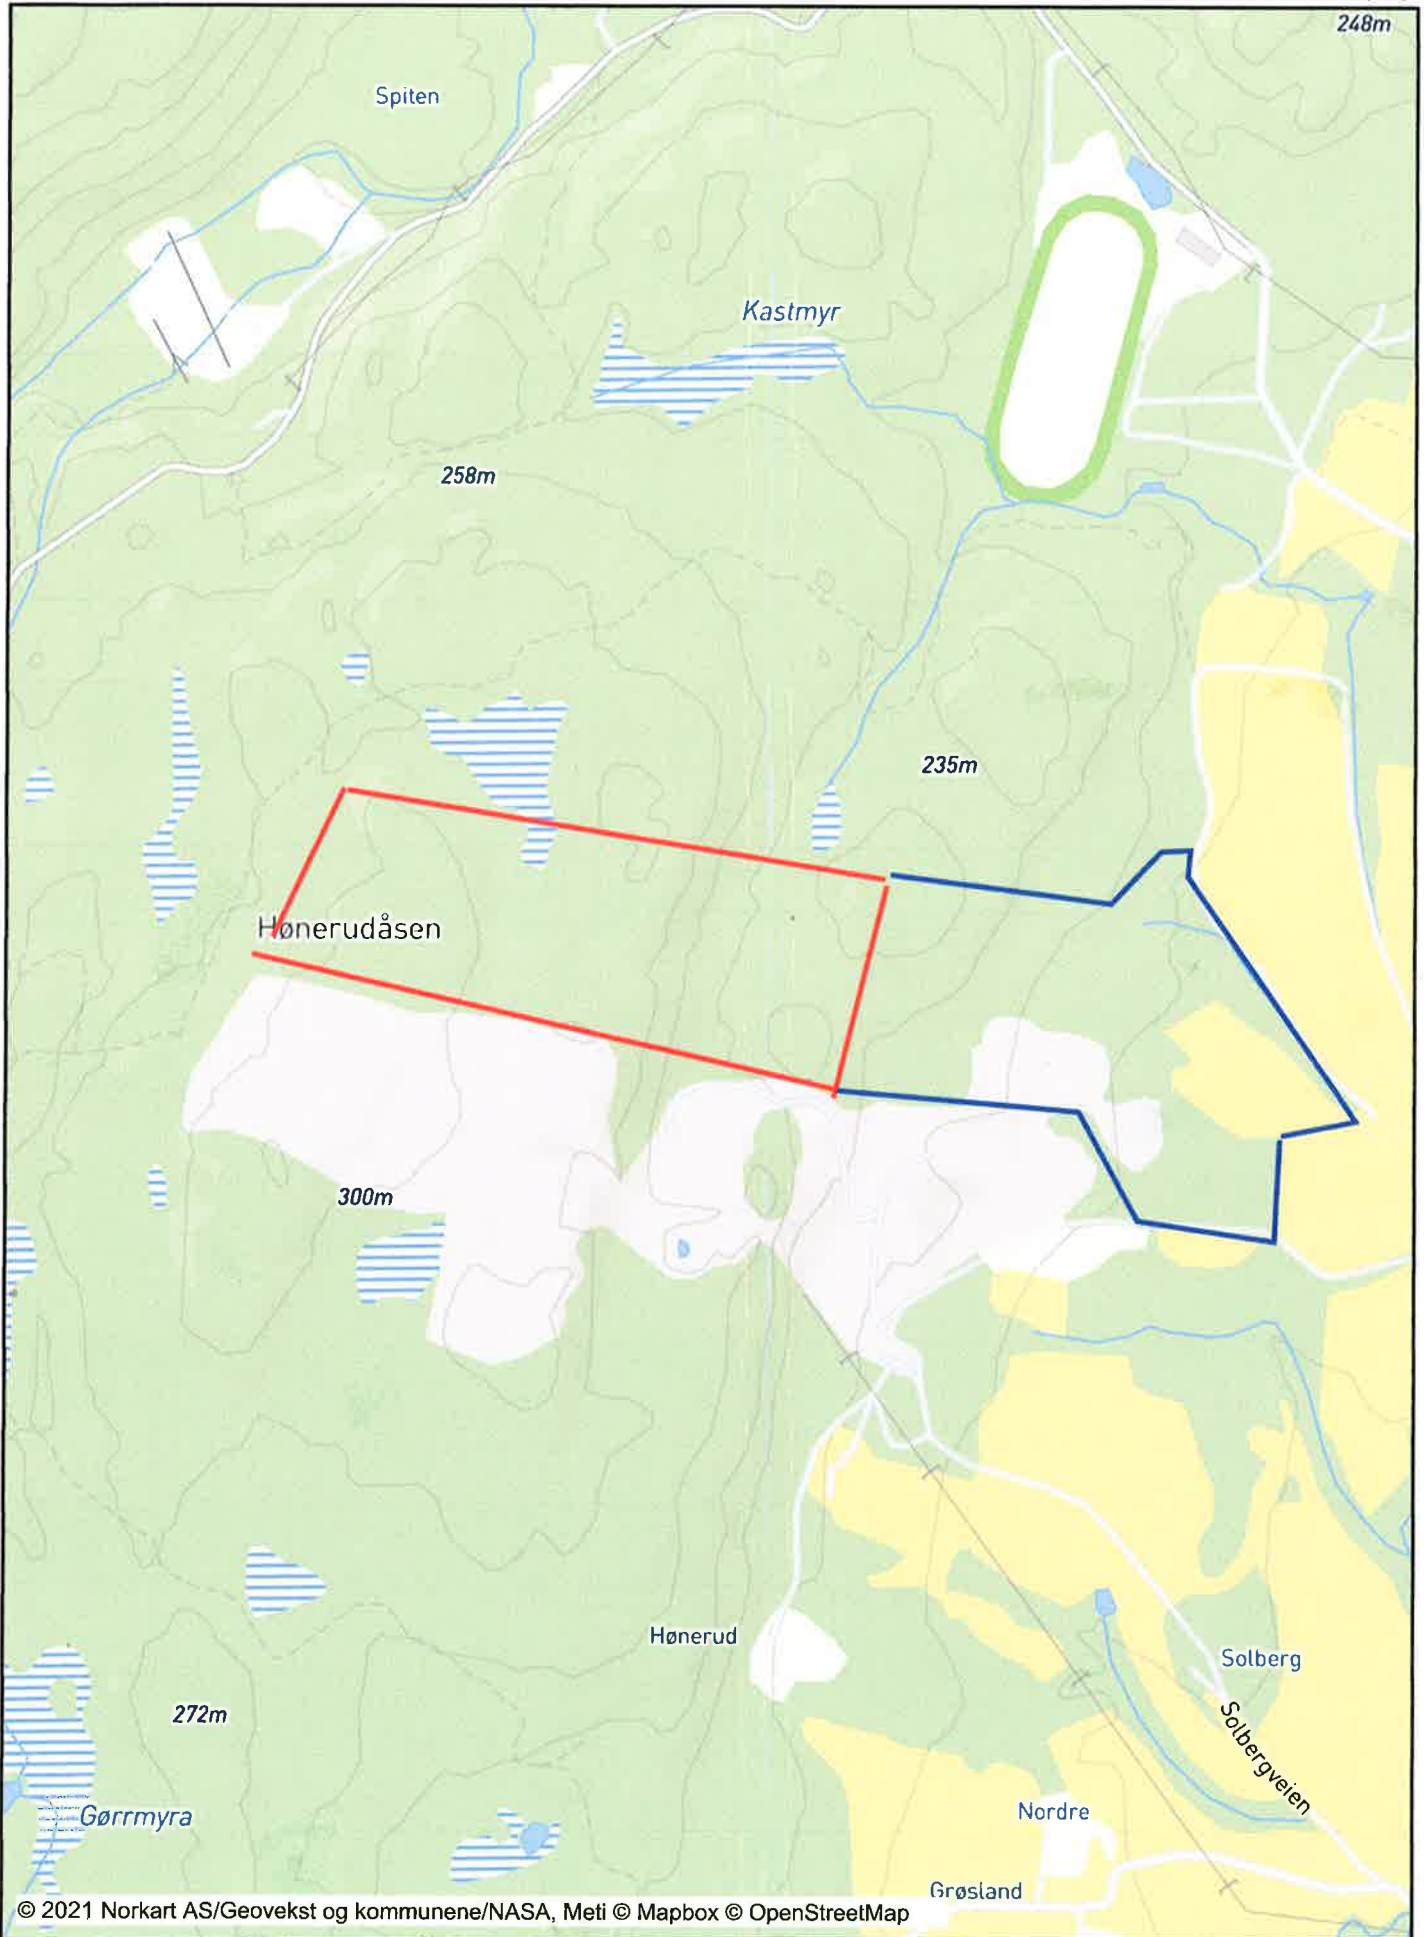 248m
Spiten
Kastmyr
258m
235m
Hønerudåsen
300m
Hønerud
Solberg
Solbergveien
272m
Gørrmyra
Nordre
Grøsland
© 2021 Norkart AS/Geovekst og kommunene/NASA, Meti © Mapbox © OpenStreetMap